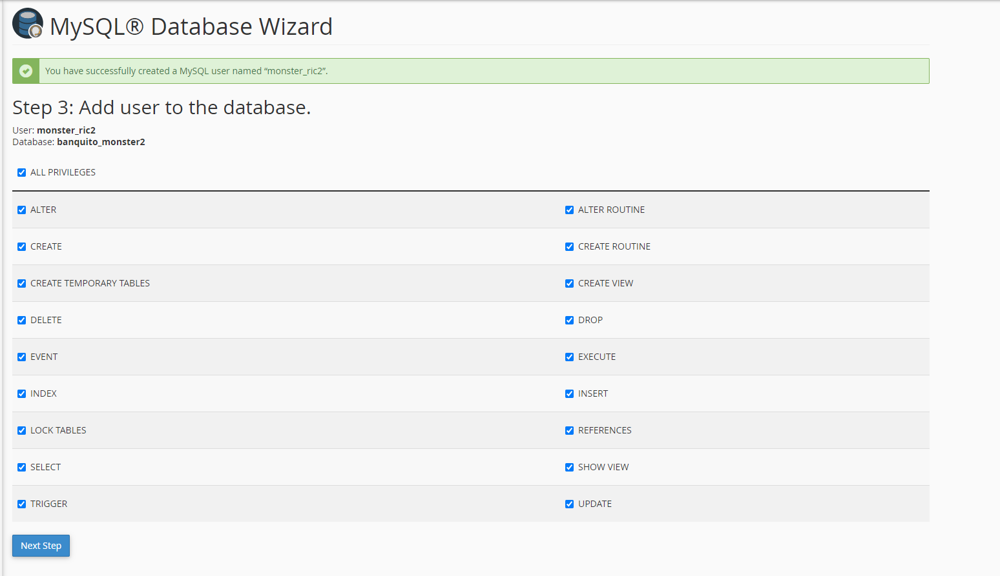 MySQL® Database Wizard
You have successfully created a MySQL user named “monster_ric2”.
Step 3: Add user to the database.
User: monster_ric2
Database: banquito_monster2
ALL PRIVILEGES
ALTER
ALTER ROUTINE
CREATE
CREATE ROUTINE
CREATE TEMPORARY TABLES
CREATE VIEW
DELETE
DROP
EVENT
EXECUTE
INDEX
INSERT
LOCK TABLES
REFERENCES
SELECT
SHOW VIEW
TRIGGER
UPDATE
Next Step